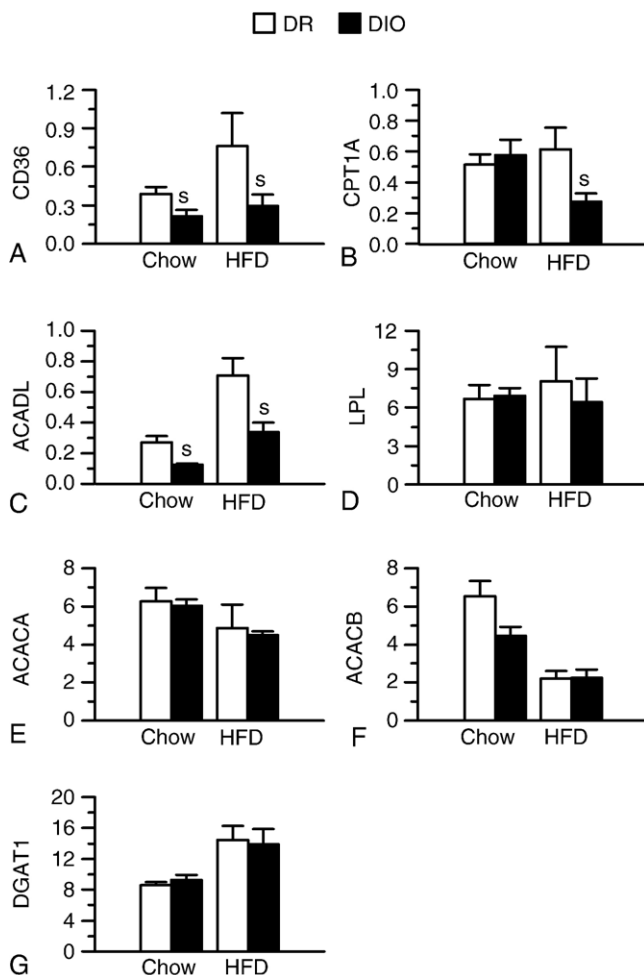 DR DIO
1.2
0.9
0.6
0.3
0.0
CD36
s
s
Chow HFD
A
1.0
0.8
0.6
0.4
0.2
0.0
CPT1A
s
Chow HFD
B
1.0
0.8
0.6
0.4
0.2
0.0
ACADL
s
s
Chow HFD
C
12
9
6
3
0
LPL
Chow HFD
D
8
6
4
2
0
ACACA
Chow HFD
E
8
6
4
2
0
ACACB
Chow HFD
F
20
16
12
8
4
0
DGAT1
Chow HFD
G